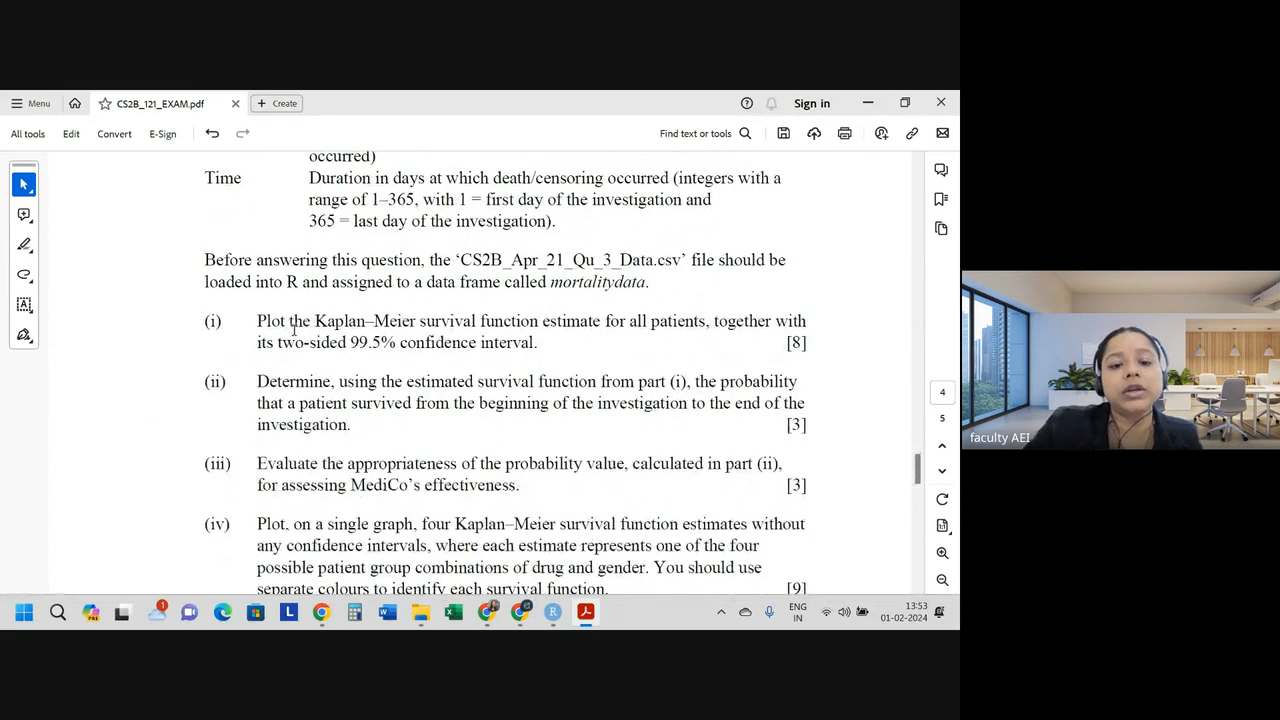 Menu
CS2B_121_EXAM.pdf
Create
Sign in
All tools
Edit
Convert
E-Sign
Find text or tools
occurred)
Time Duration in days at which death/censoring occurred (integers with a
range of 1–365, with 1 = first day of the investigation and
365 = last day of the investigation).
Before answering this question, the ‘CS2B_Apr_21_Qu_3_Data.csv’ file should be
loaded into R and assigned to a data frame called mortalitydata.
(i) Plot the Kaplan–Meier survival function estimate for all patients, together with
its two-sided 99.5% confidence interval. [8]
(ii) Determine, using the estimated survival function from part (i), the probability
that a patient survived from the beginning of the investigation to the end of the
investigation. [3]
(iii) Evaluate the appropriateness of the probability value, calculated in part (ii),
for assessing MediCo’s effectiveness. [3]
(iv) Plot, on a single graph, four Kaplan–Meier survival function estimates without
any confidence intervals, where each estimate represents one of the four
possible patient group combinations of drug and gender. You should use
separate colours to identify each survival function. [9]
4
5
faculty AEI
1
L
R
ENG
IN
13:53
01-02-2024